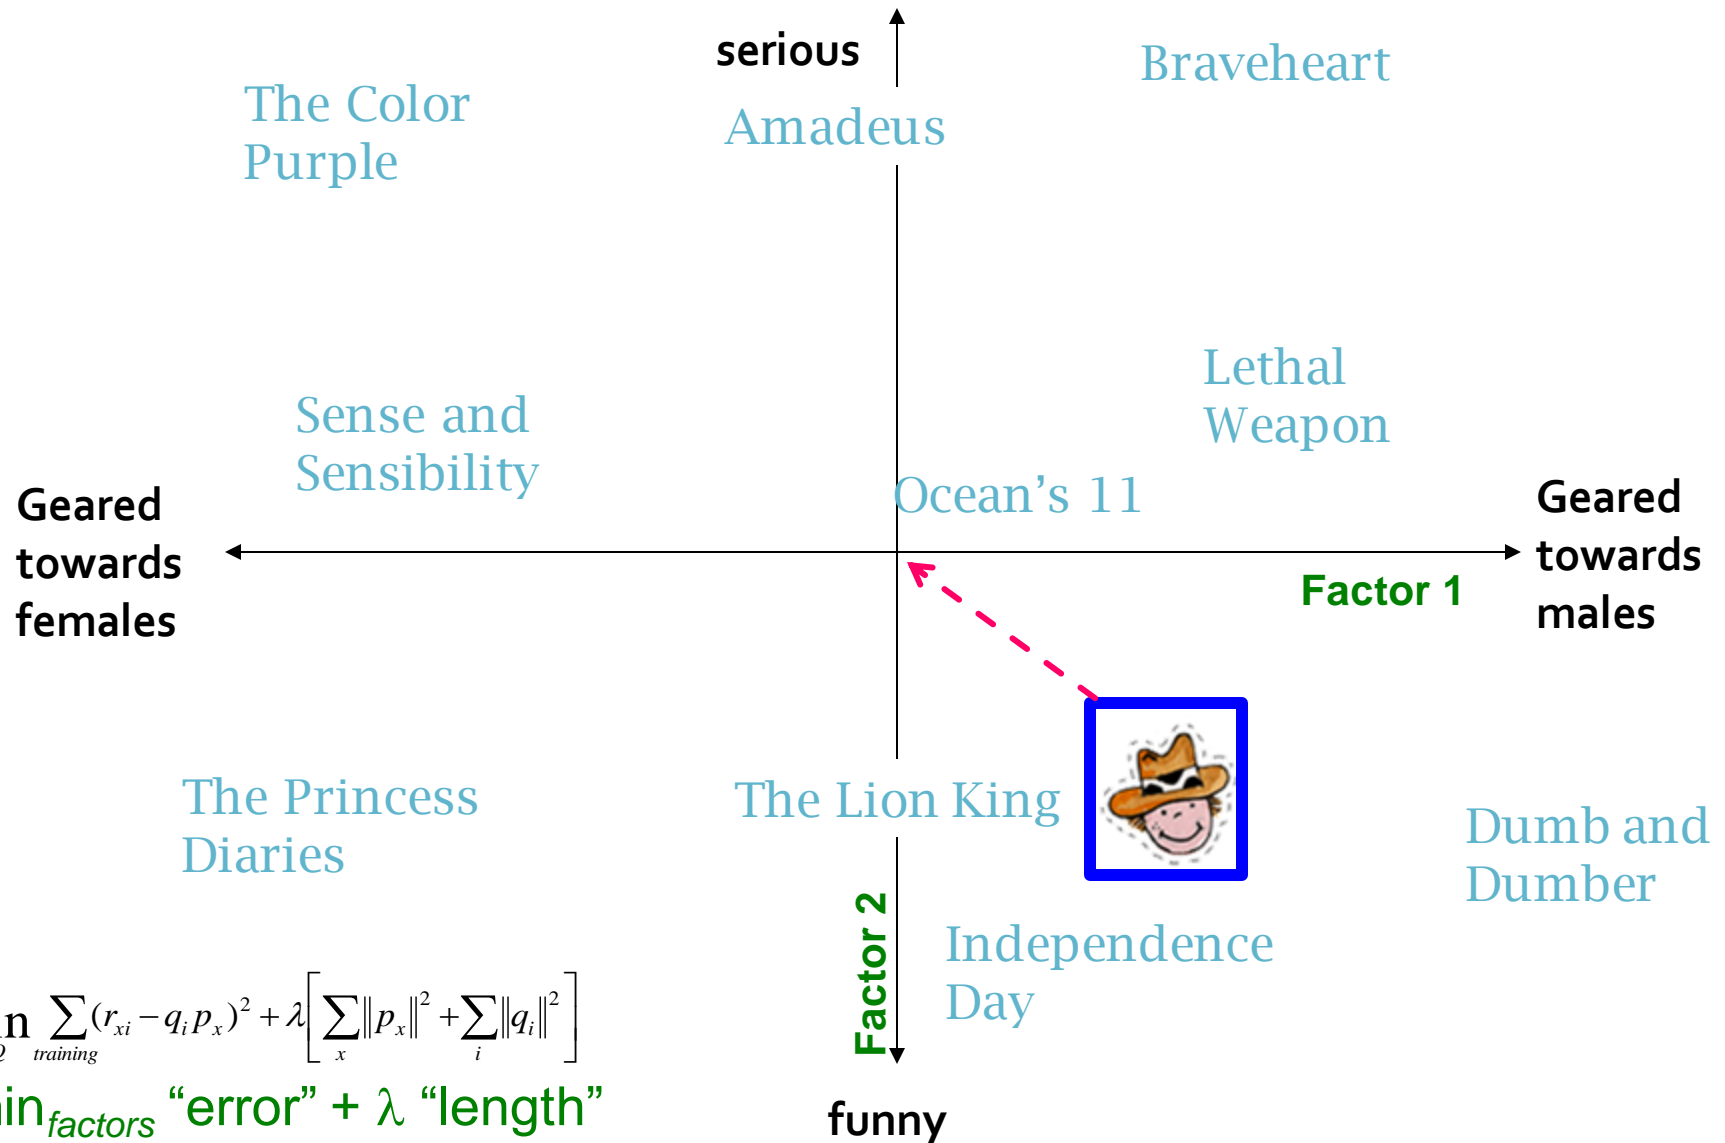 serious
Braveheart
The Color
Purple
Amadeus
Lethal
Weapon
Sense and
Sensibility
Ocean’s 11
Geared
towards
females
Geared
towards
males
Factor 1
The Princess
Diaries
The Lion King
Dumb and
Dumber
Factor 2
Independence
Day
∑(r_{xi} − q_i p_x)² + λ[∑‖p_x‖² + ∑‖q_i‖²]
training x i
factors “error” + λ “length”
funny